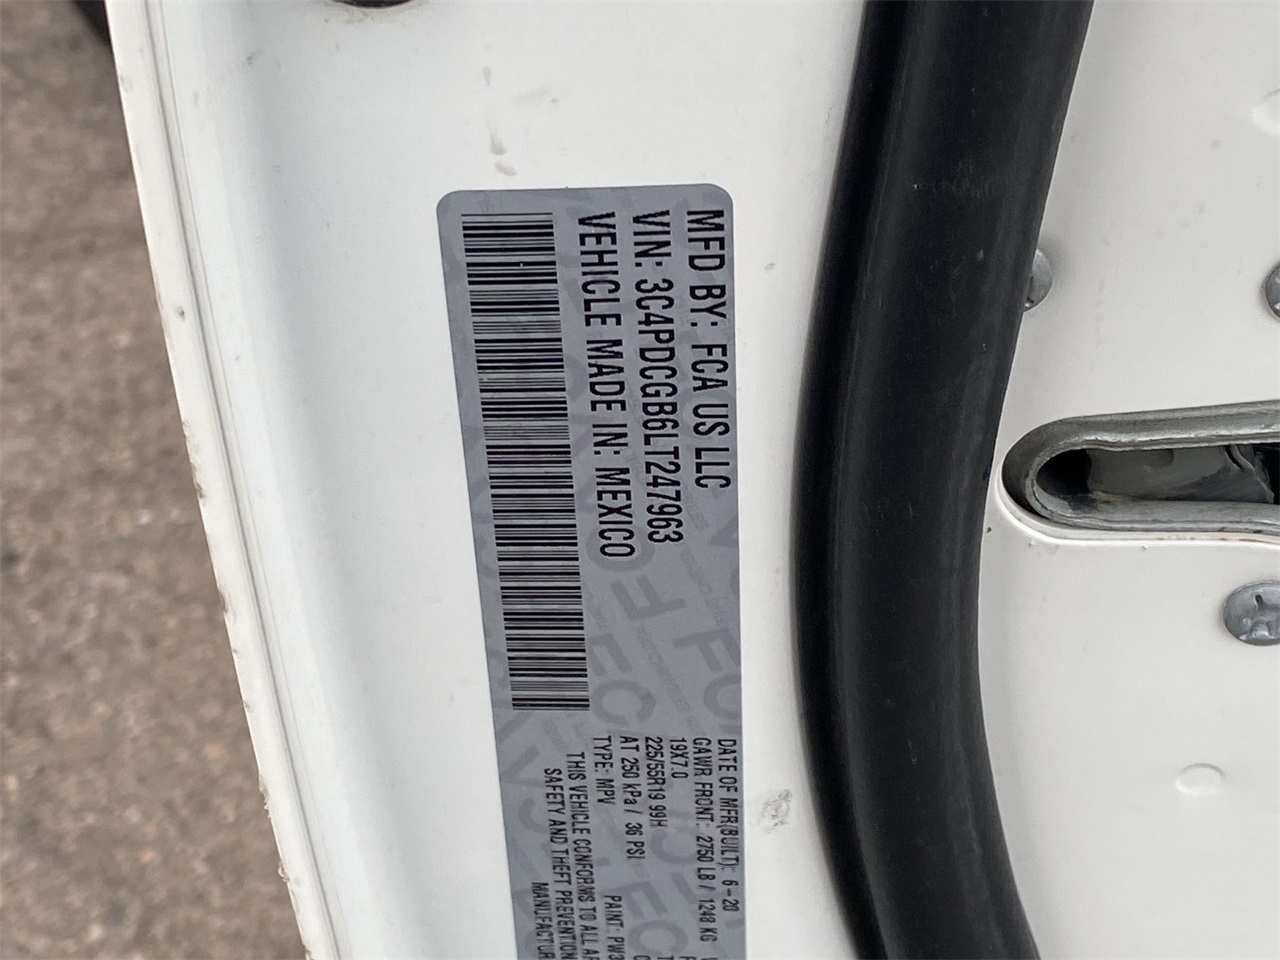 MFD BY: FCA US LLC
VIN: 3C4PDCGB6LT247963
VEHICLE MADE IN: MEXICO
DATE OF MFR(BUILT): 6-20
GAWR FRONT: 2750 LB / 1248 KG
19X7.0
225/55R19 99H
AT 250 kPa / 36 PSI
PAINT: PW3
TYPE: MPV
THIS VEHICLE CONFORMS TO ALL
SAFETY AND THEFT PREVENTION